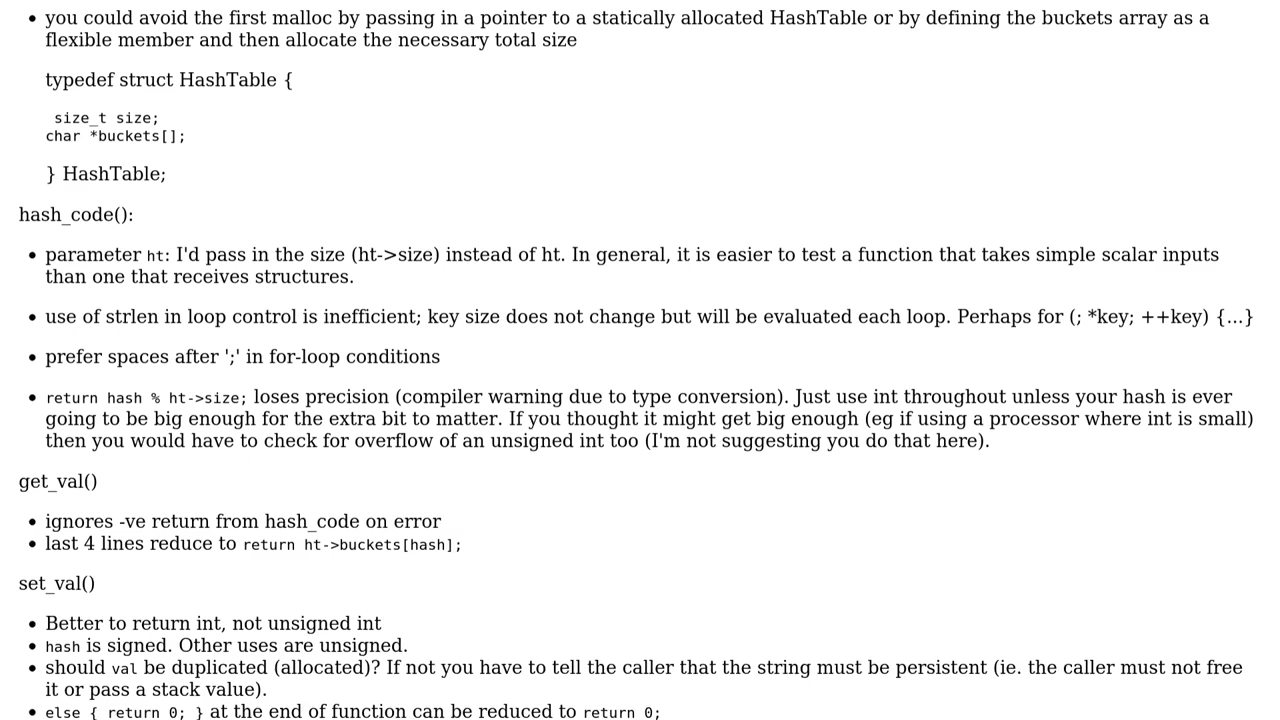 • you could avoid the first malloc by passing in a pointer to a statically allocated HashTable or by defining the buckets array as a
flexible member and then allocate the necessary total size
typedef struct HashTable {
size_t size;
char *buckets[];
} HashTable;
hash_code():
• parameter ht: I'd pass in the size (ht->size) instead of ht. In general, it is easier to test a function that takes simple scalar inputs
than one that receives structures.
• use of strlen in loop control is inefficient; key size does not change but will be evaluated each loop. Perhaps for (; *key; ++key) {...}
• prefer spaces after ';' in for-loop conditions
• return hash % ht->size; loses precision (compiler warning due to type conversion). Just use int throughout unless your hash is ever
going to be big enough for the extra bit to matter. If you thought it might get big enough (eg if using a processor where int is small)
then you would have to check for overflow of an unsigned int too (I'm not suggesting you do that here).
get_val()
• ignores -ve return from hash_code on error
• last 4 lines reduce to return ht->buckets[hash];
set_val()
• Better to return int, not unsigned int
• hash is signed. Other uses are unsigned.
• should val be duplicated (allocated)? If not you have to tell the caller that the string must be persistent (ie. the caller must not free
it or pass a stack value).
• else { return 0; } at the end of function can be reduced to return 0;